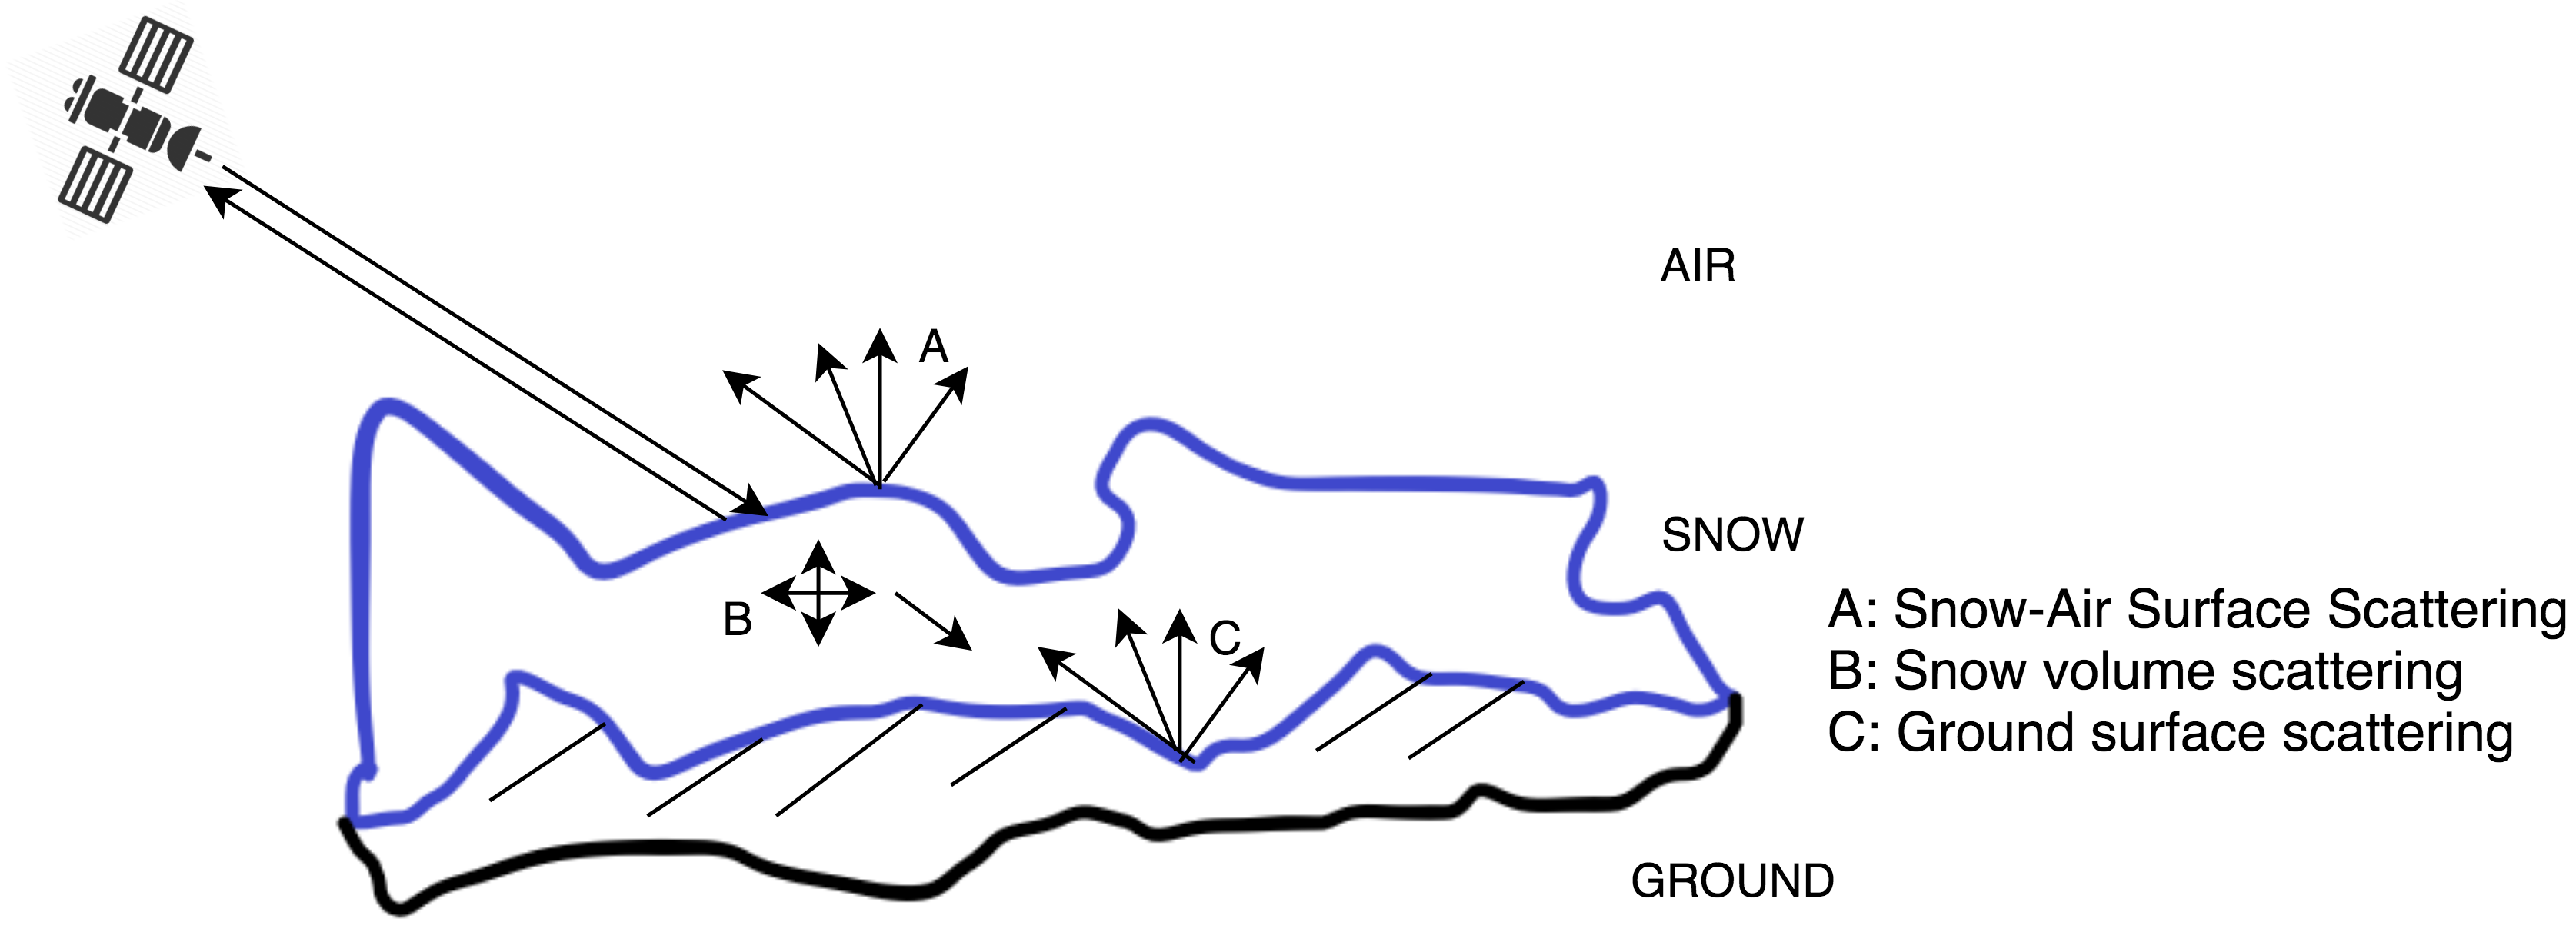 AIR
A
SNOW
B
C
A: Snow-Air Surface Scattering
B: Snow volume scattering
C: Ground surface scattering
GROUND